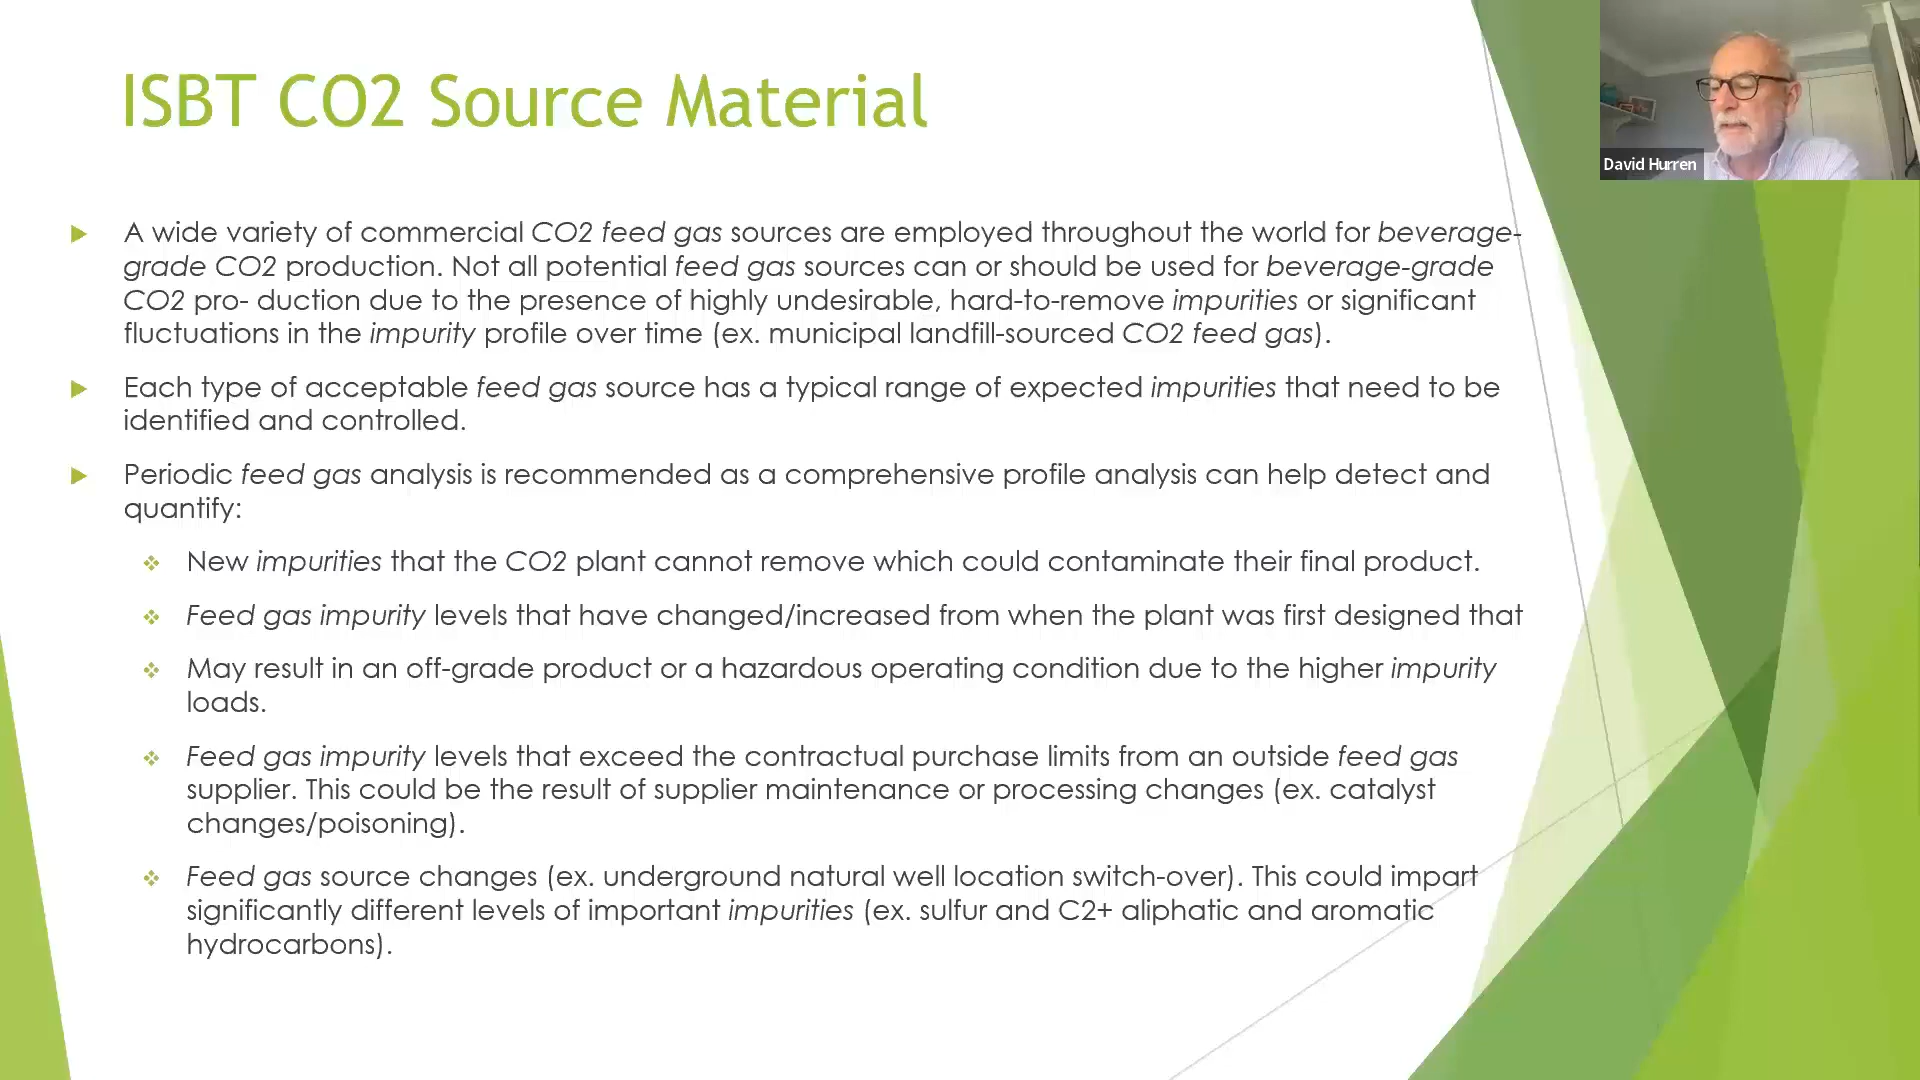 ISBT CO2 Source Material
David Hurren
A wide variety of commercial CO2 feed gas sources are employed throughout the world for beverage-
grade CO2 production. Not all potential feed gas sources can or should be used for beverage-grade
CO2 pro- duction due to the presence of highly undesirable, hard-to-remove impurities or significant
fluctuations in the impurity profile over time (ex. municipal landfill-sourced CO2 feed gas).
Each type of acceptable feed gas source has a typical range of expected impurities that need to be
identified and controlled.
Periodic feed gas analysis is recommended as a comprehensive profile analysis can help detect and
quantify:
New impurities that the CO2 plant cannot remove which could contaminate their final product.
Feed gas impurity levels that have changed/increased from when the plant was first designed that
May result in an off-grade product or a hazardous operating condition due to the higher impurity
loads.
Feed gas impurity levels that exceed the contractual purchase limits from an outside feed gas
supplier. This could be the result of supplier maintenance or processing changes (ex. catalyst
changes/poisoning).
Feed gas source changes (ex. underground natural well location switch-over). This could impart
significantly different levels of important impurities (ex. sulfur and C2+ aliphatic and aromatic
hydrocarbons).